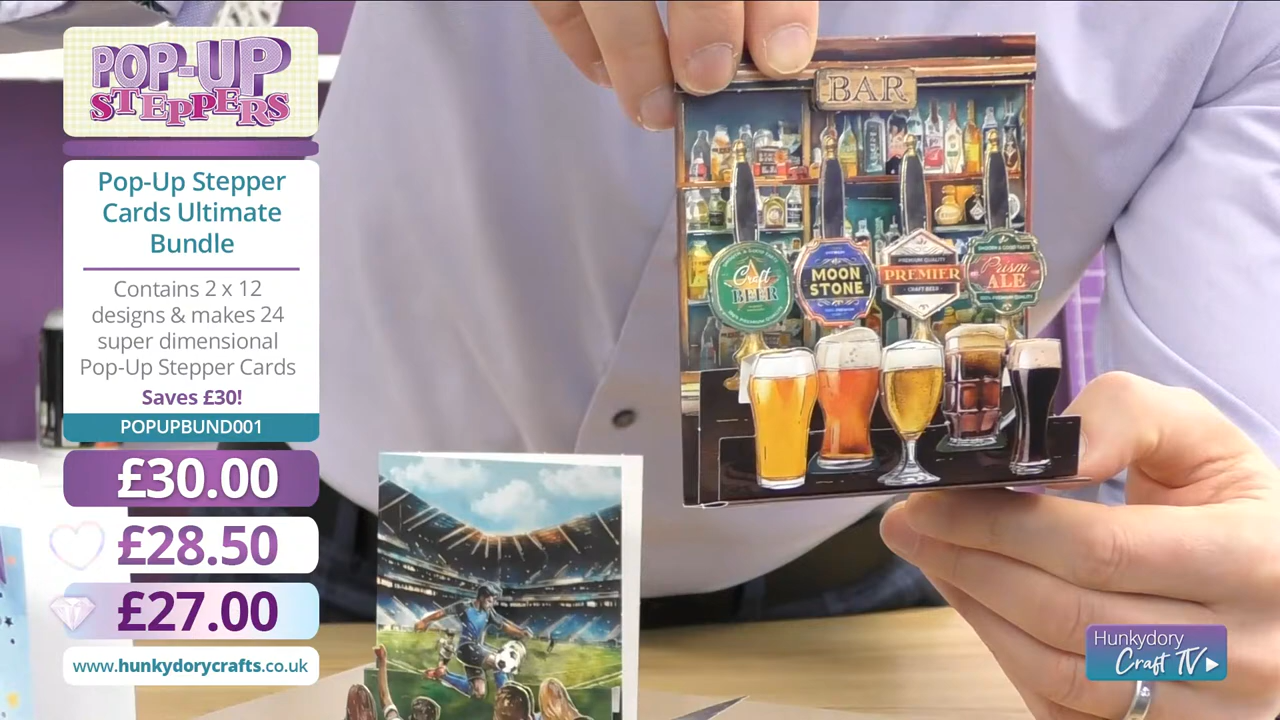 POP-UP
STEPPERS
Pop-Up Stepper
Cards Ultimate
Bundle
Contains 2 x 12
designs & makes 24
super dimensional
Pop-Up Stepper Cards
Saves £30!
POPUPBUND001
£30.00
£28.50
£27.00
www.hunkydorycrafts.co.uk
BAR
Craft
BEER
MOON
STONE
PREMIUM QUALITY
PREMIER
CRAFT BEER
Prism
ALE
Hunkydory
Craft TV